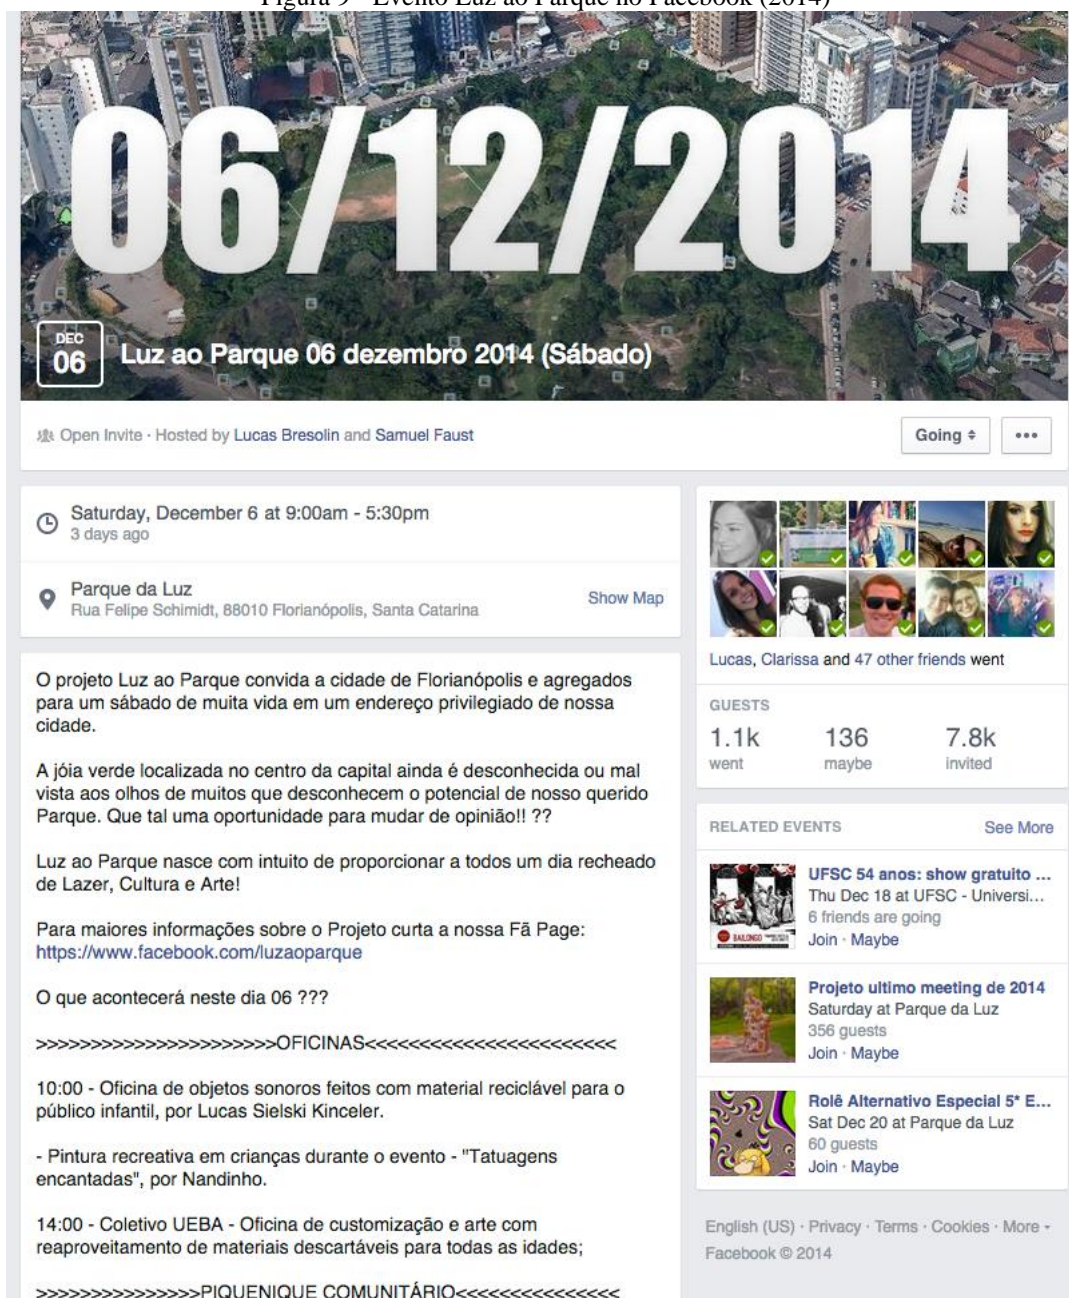 Figura 9 - Evento Luz ao Parque no Facebook (2014)
06/12/2014
DEC
06
Luz ao Parque 06 dezembro 2014 (Sábado)
Open Invite · Hosted by Lucas Bresolin and Samuel Faust
Going
Saturday, December 6 at 9:00am - 5:30pm
3 days ago
Parque da Luz
Rua Felipe Schimidt, 88010 Florianópolis, Santa Catarina
Show Map
O projeto Luz ao Parque convida a cidade de Florianópolis e agregados
para um sábado de muita vida em um endereço privilegiado de nossa
cidade.
A jóia verde localizada no centro da capital ainda é desconhecida ou mal
vista aos olhos de muitos que desconhecem o potencial de nosso querido
Parque. Que tal uma oportunidade para mudar de opinião!! ??
Luz ao Parque nasce com intuito de proporcionar a todos um dia recheado
de Lazer, Cultura e Arte!
Para maiores informações sobre o Projeto curta a nossa Fã Page:
https://www.facebook.com/luzaoparque
O que acontecerá neste dia 06 ???
>>>>>>>>>>>>>>>>>>>>>>OFICINAS<<<<<<<<<<<<<<<<<<<<<<<
10:00 - Oficina de objetos sonoros feitos com material reciclável para o
público infantil, por Lucas Sielski Kinceler.
- Pintura recreativa em crianças durante o evento - "Tatuagens
encantadas", por Nandinho.
14:00 - Coletivo UEBA - Oficina de customização e arte com
reaproveitamento de materiais descartáveis para todas as idades;
>>>>>>>>>>>>>>>PIQUENIQUE COMUNITÁRIO<<<<<<<<<<<<<<<
Lucas, Clarissa and 47 other friends went
GUESTS
1.1k 136 7.8k
went maybe invited
RELATED EVENTS See More
BAILONGO
UFSC 54 anos: show gratuito ...
Thu Dec 18 at UFSC - Universi...
6 friends are going
Join · Maybe
Projeto ultimo meeting de 2014
Saturday at Parque da Luz
356 guests
Join · Maybe
Rolê Alternativo Especial 5* E...
Sat Dec 20 at Parque da Luz
60 guests
Join · Maybe
English (US) · Privacy · Terms · Cookies · More
Facebook © 2014